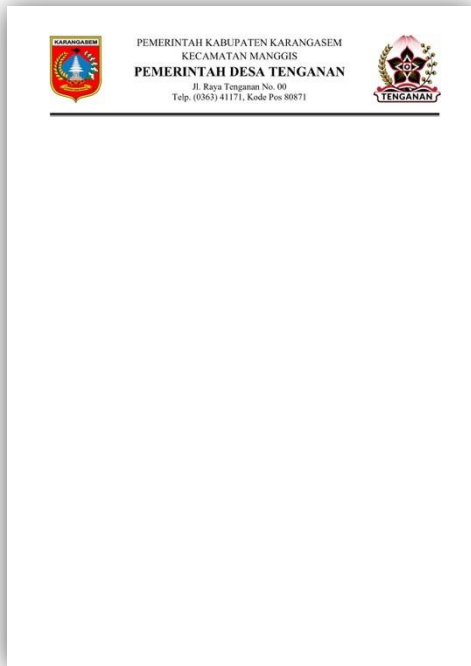 KARANGASEM
PEMERINTAH KABUPATEN KARANGASEM
KECAMATAN MANGGIS
PEMERINTAH DESA TENGANAN
Jl. Raya Tenganan No. 00
Telp. (0363) 41171, Kode Pos 80871
TENGANAN